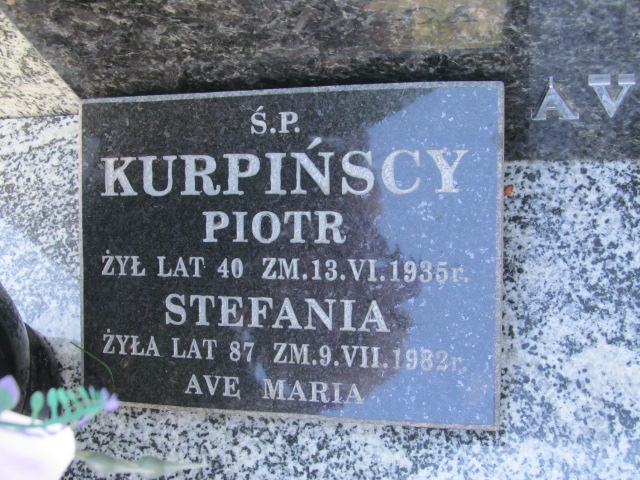 Ś.P.
KURPIŃSCY
PIOTR
ŻYŁ LAT 40 ZM.13.VI.1935r.
STEFANIA
ŻYŁA LAT 87 ZM.9.VII.1982r.
AVE MARIA
AV